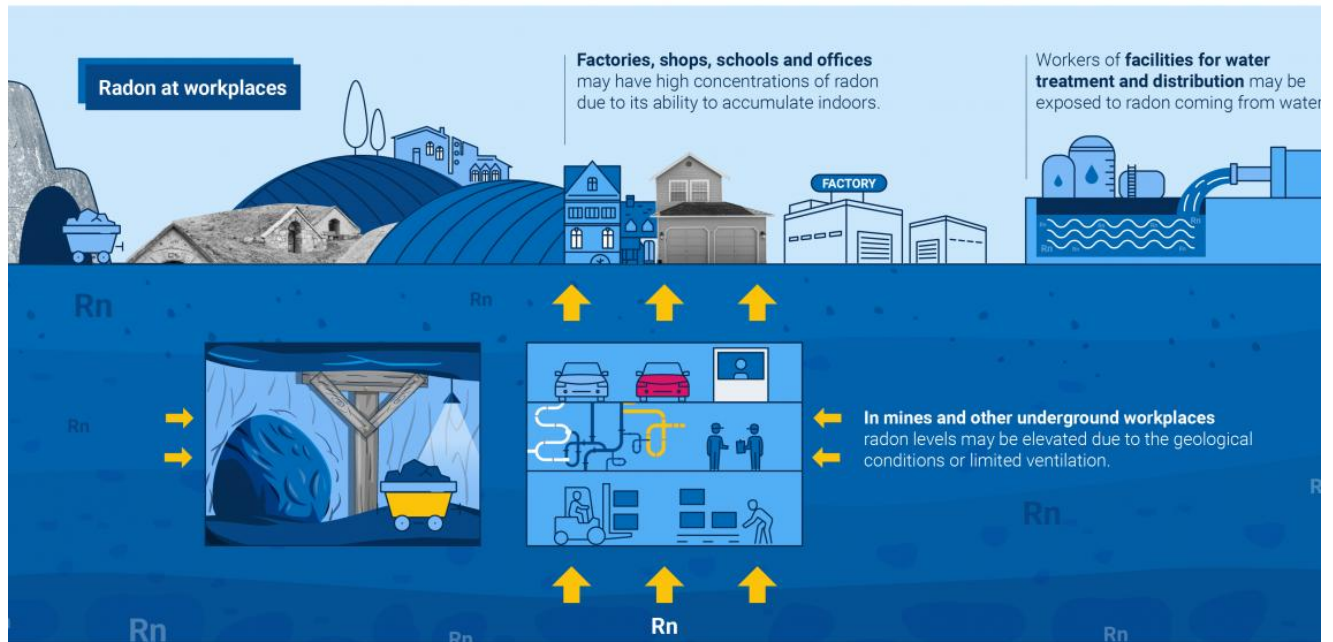 Radon at workplaces
Factories, shops, schools and offices
may have high concentrations of radon
due to its ability to accumulate indoors.
Workers of facilities for water
treatment and distribution may be
exposed to radon coming from water
FACTORY
Rn
Rn
Rn
Rn
Rn
In mines and other underground workplaces
radon levels may be elevated due to the geological
conditions or limited ventilation.
Rn
Rn
Rn
Rn
Rn